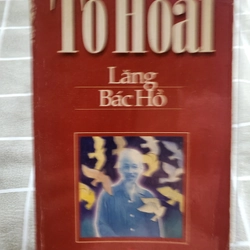 Tô Hoài
Lăng
Bác Hồ